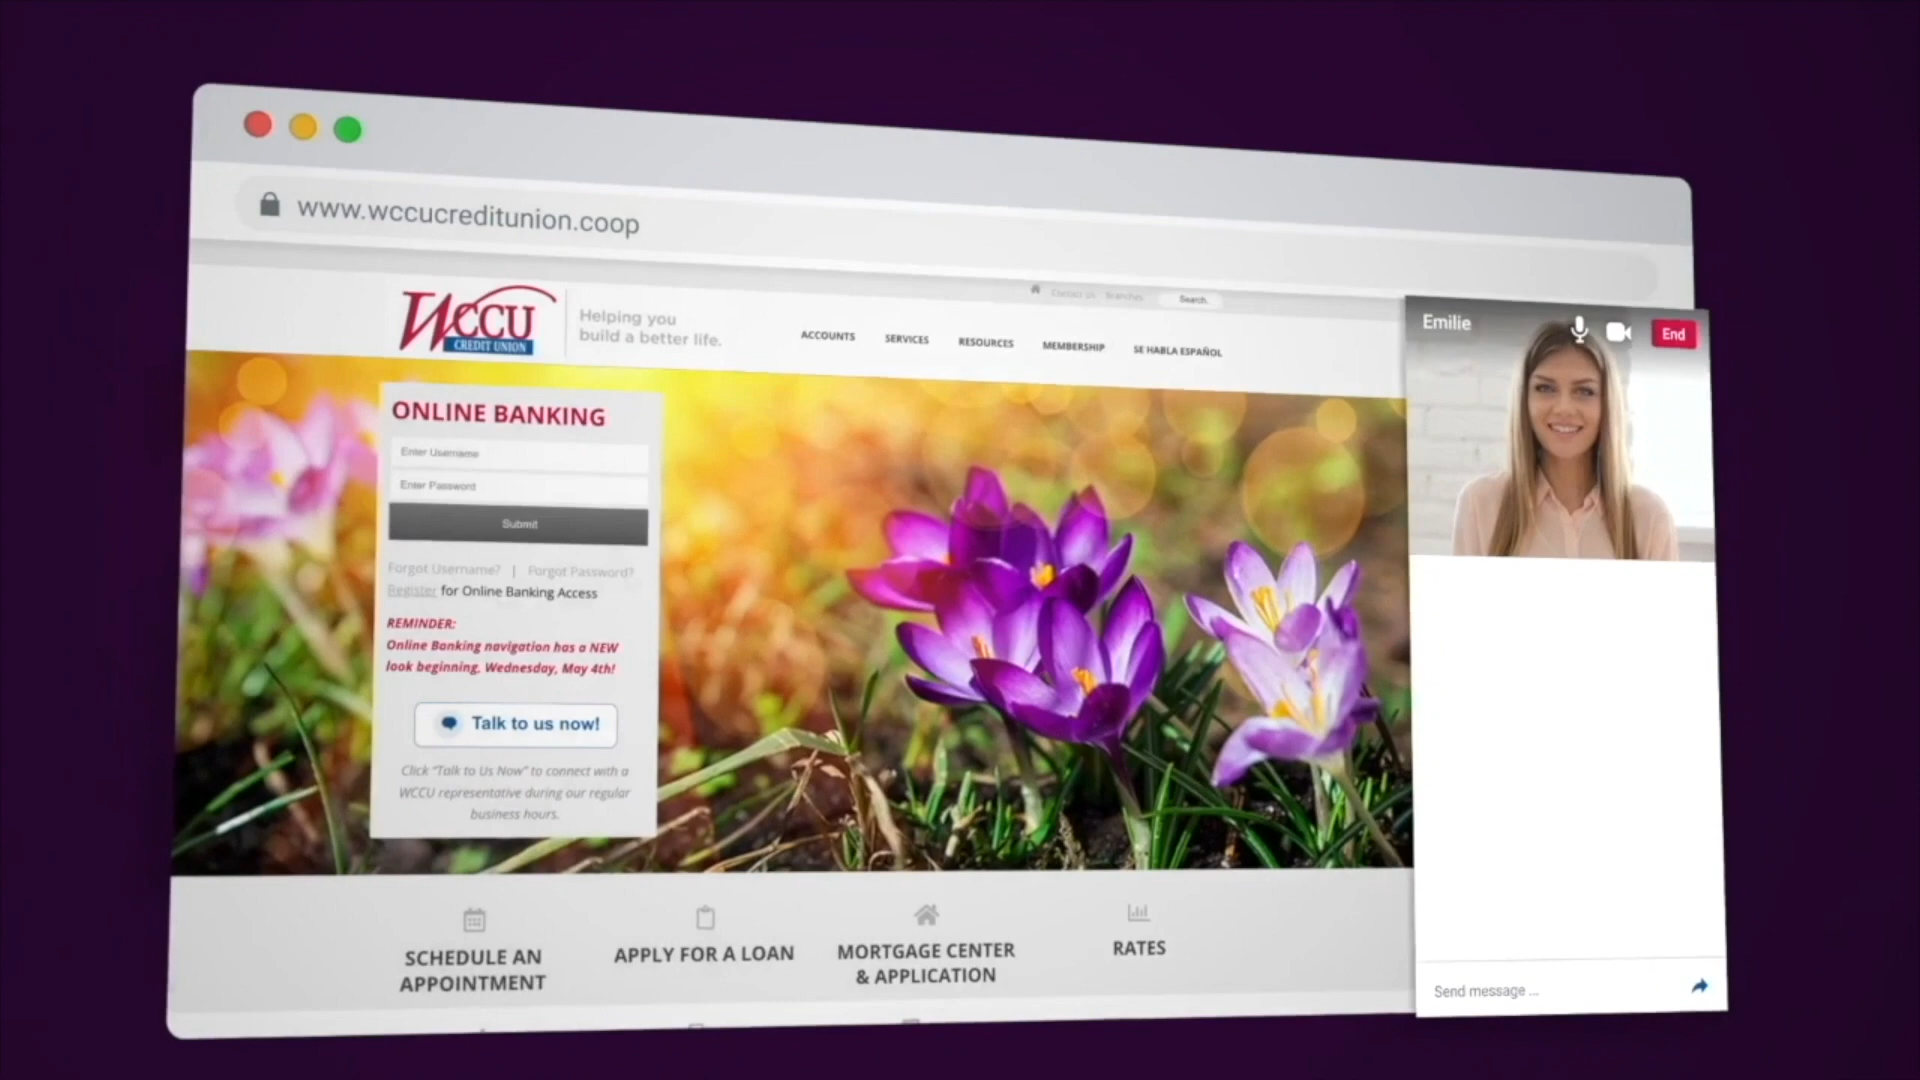 www.wccucreditunion.coop
Contact Us Branches Search
WCCU
CREDIT UNION
Helping you
build a better life.
ACCOUNTS SERVICES RESOURCES MEMBERSHIP SE HABLA ESPAÑOL
Emilie
End
ONLINE BANKING
Enter Username
Enter Password
Submit
Forgot Username? | Forgot Password?
Register for Online Banking Access
REMINDER:
Online Banking navigation has a NEW
look beginning, Wednesday, May 4th!
Talk to us now!
Click "Talk to Us Now" to connect with a
WCCU representative during our regular
business hours.
SCHEDULE AN
APPOINTMENT
APPLY FOR A LOAN
MORTGAGE CENTER
& APPLICATION
RATES
Send message ...